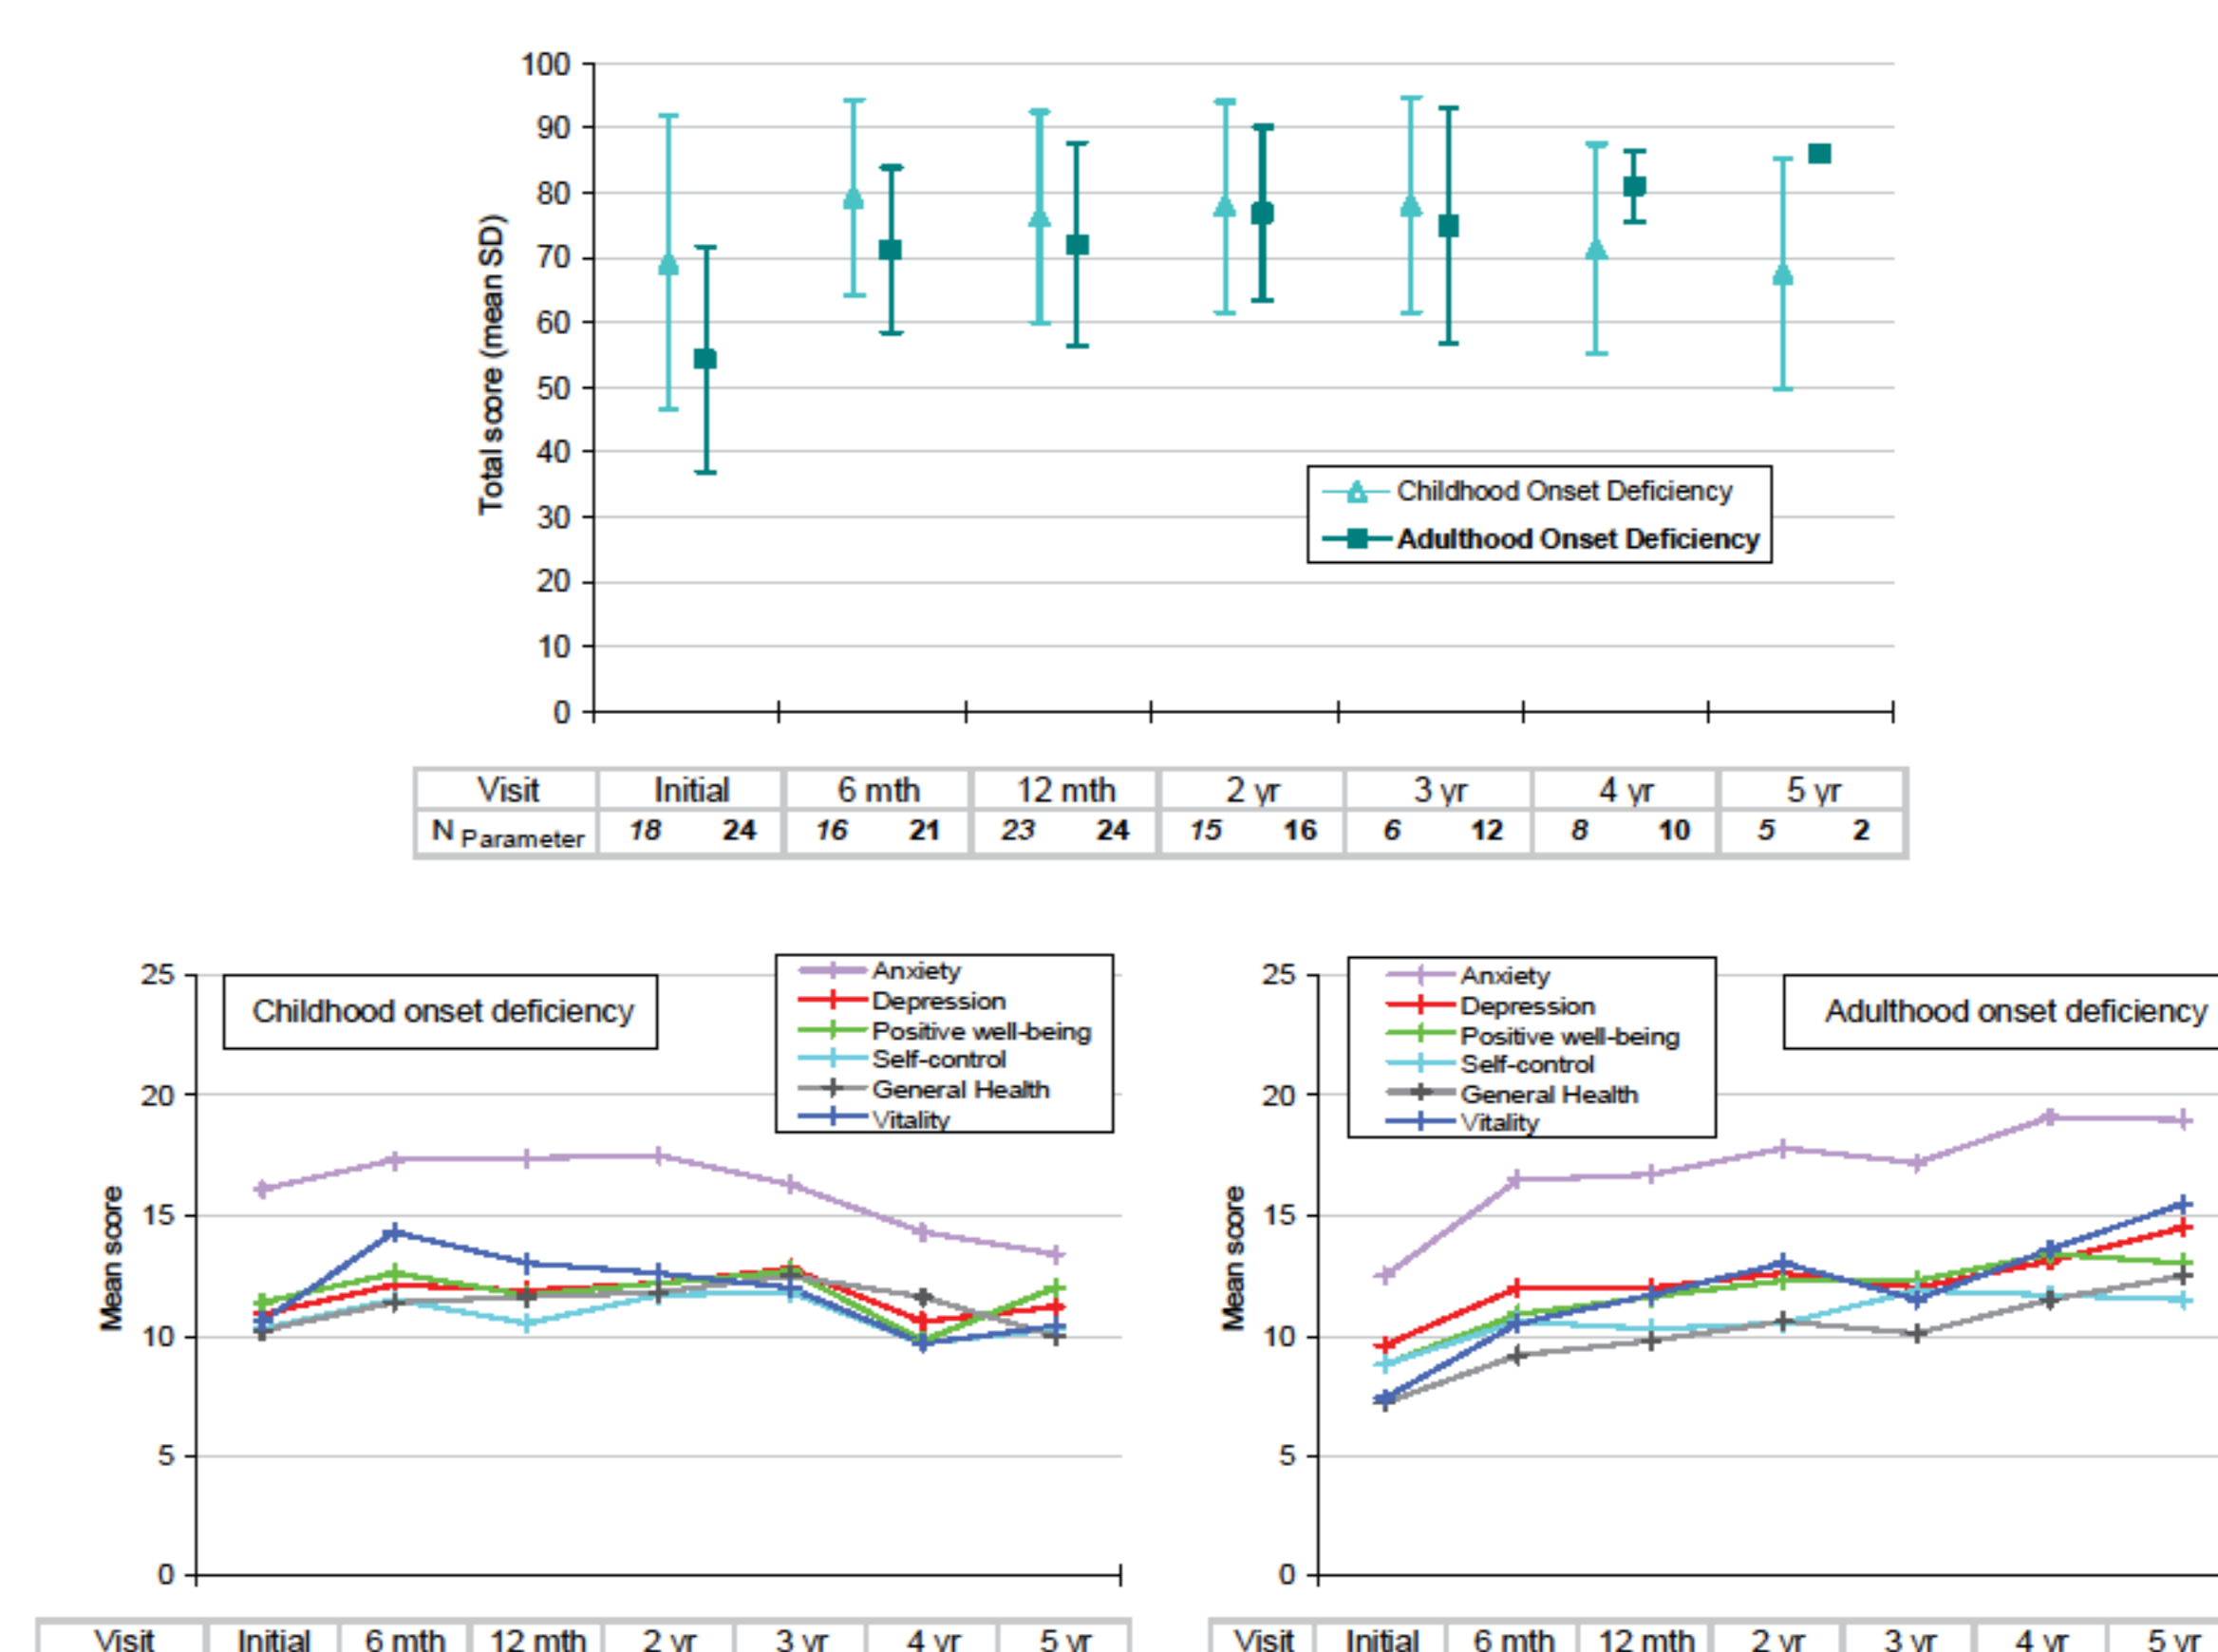 100
90
80
70
60
50
40
30
20
10
0
Total score (mean SD)
Childhood Onset Deficiency
Adulthood Onset Deficiency
Visit Initial 6 mth 12 mth 2 yr 3 yr 4 yr 5 yr
N Parameter 18 24 16 21 23 24 15 16 6 12 8 10 5 2
25
20
15
10
5
0
Mean score
Childhood onset deficiency
Anxiety
Depression
Positive well-being
Self-control
General Health
Vitality
Visit Initial 6 mth 12 mth 2 yr 3 yr 4 yr 5 yr
25
20
15
10
5
0
Mean score
Anxiety
Depression
Positive well-being
Self-control
General Health
Vitality
Adulthood onset deficiency
Visit Initial 6 mth 12 mth 2 yr 3 yr 4 yr 5 yr